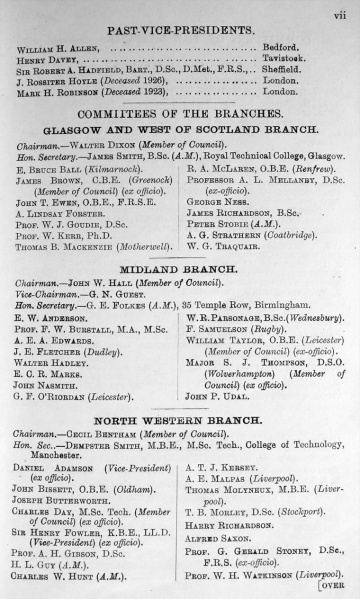 vii
PAST-VICE-PRESIDENTS.
WILLIAM H. ALLEN, .................. Bedford.
HENRY DAVEY, .................. Tavistock.
SIR ROBERT A. HADFIELD, BART., D.Sc., D.Met., F.R.S., .. Sheffield.
J. ROSSITER HOYLE (Deceased 1926), .................. London.
MARK H. ROBINSON (Deceased 1923), .................. London.
COMMIITEES OF THE BRANCHES.
GLASGOW AND WEST OF SCOTLAND BRANCH.
Chairman.—WALTER DIXON (Member of Council).
Hon. Secretary.—JAMES SMITH, B.Sc. (A.M.), Royal Technical College, Glasgow.
E. BRUCE BALL (Kilmarnock).
JAMES BROWN, C.B.E. (Greenock)
(Member of Council) (ex officio).
JOHN T. EWEN, O.B.E., F.R.S.E.
A. LINDSAY FORSTER.
PROF. W. J. GOUDIE, D.Sc.
PROF. W. KERR, Ph.D.
THOMAS B. MACKENZIE (Motherwell).
R. A. MCLAREN, O.B.E. (Renfrew).
PROFESSOR A. L. MELLANBY, D.Sc.
(ex-officio).
GEORGE NESS.
JAMES RICHARDSON, B.Sc.
PETER STOBIE (A.M.)
A. G. STRATHERN (Coatbridge).
W. G. TRAQUAIR.
MIDLAND BRANCH.
Chairman.—JOHN W. HALL (Member of Council).
Vice-Chairman.—G. N. GUEST.
Hon. Secretary.—G. E. FOLKES (A.M.), 35 Temple Row, Birmingham.
E. W. ANDERSON.
PROF. F. W. BURSTALL, M.A., M.Sc.
A. E. A. EDWARDS.
J. E. FLETCHER (Dudley).
WALTER HADLEY.
E. C. R. MARKS.
JOHN NASMITH.
G. F. O'RIORDAN (Leicester).
W. R. PARSONAGE, B.Sc. (Wednesbury).
F. SAMUELSON (Rugby).
WILLIAM TAYLOR, O.B.E. (Leicester)
(Member of Council) (ex-officio).
MAJOR S. J. THOMPSON, D.S.O.
(Wolverhampton) (Member of
Council) (ex officio).
JOHN P. UDAL.
NORTH WESTERN BRANCH.
Chairman.—CECIL BENTHAM (Member of Council).
Hon. Sec..—DEMPSTER SMITH, M.B.E., M.Sc. Tech., College of Technology,
Manchester.
DANIEL ADAMSON (Vice-President)
(ex officio).
JOHN BISSETT, O.B.E. (Oldham).
JOSEPH BUTTERWORTH.
CHARLES DAY, M.Sc. Tech. (Member
of Council) (ex officio).
SIR HENRY FOWLER, K.B.E., LL.D.
(Vice-President) (ex officio).
PROF. A. H. GIBSON, D.Sc.
H. L. GUY (A.M.).
CHARLES W. HUNT (A.M.).
A. T. J. KERSEY.
A. E. MALPAS (Liverpool).
THOMAS MOLYNEUX, M.B.E. (Liver-
pool).
T. B. MORLEY, D.Sc. (Stockport).
HARRY RICHARDSON.
ALFRED SAXON.
PROF. G. GERALD STONEY, D.Sc.,
F.R.S. (ex-officio).
PROF. W. H. WATKINSON (Liverpool).
[OVER